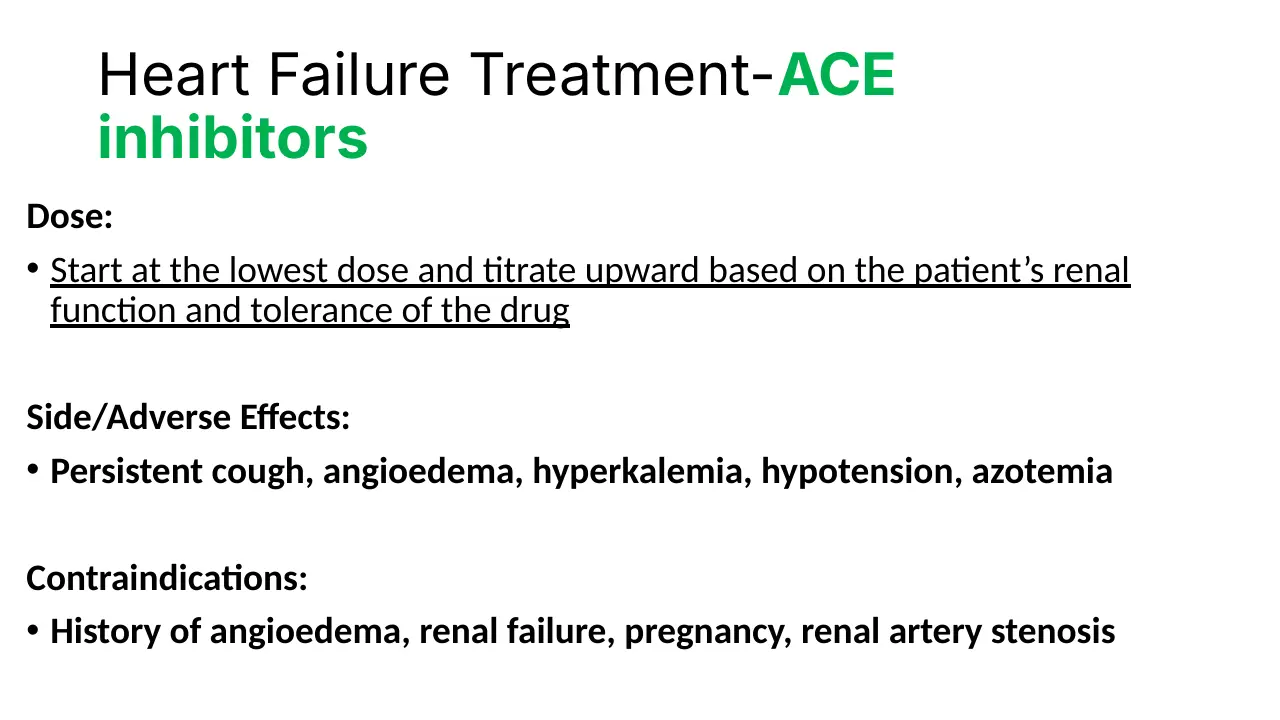 Heart Failure Treatment-ACE
inhibitors
Dose:
• Start at the lowest dose and titrate upward based on the patient’s renal
function and tolerance of the drug
Side/Adverse Effects:
• Persistent cough, angioedema, hyperkalemia, hypotension, azotemia
Contraindications:
• History of angioedema, renal failure, pregnancy, renal artery stenosis